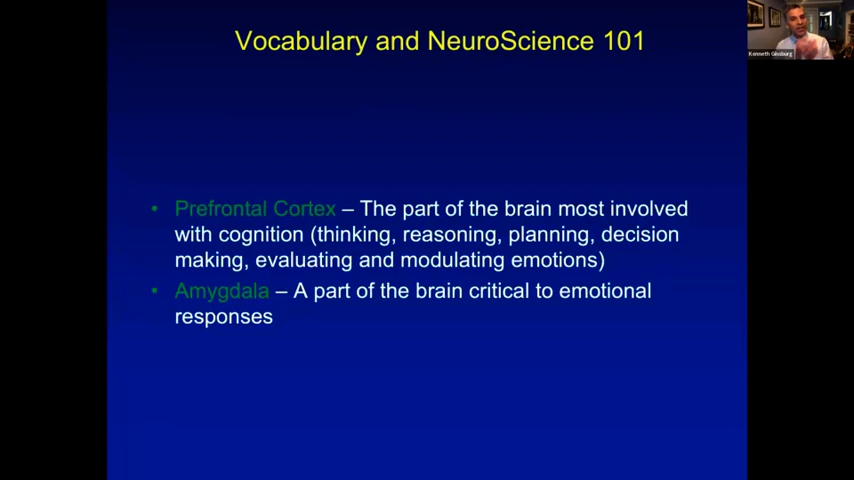 Vocabulary and NeuroScience 101
Kenneth Ginsburg
• Prefrontal Cortex – The part of the brain most involved
with cognition (thinking, reasoning, planning, decision
making, evaluating and modulating emotions)
• Amygdala – A part of the brain critical to emotional
responses